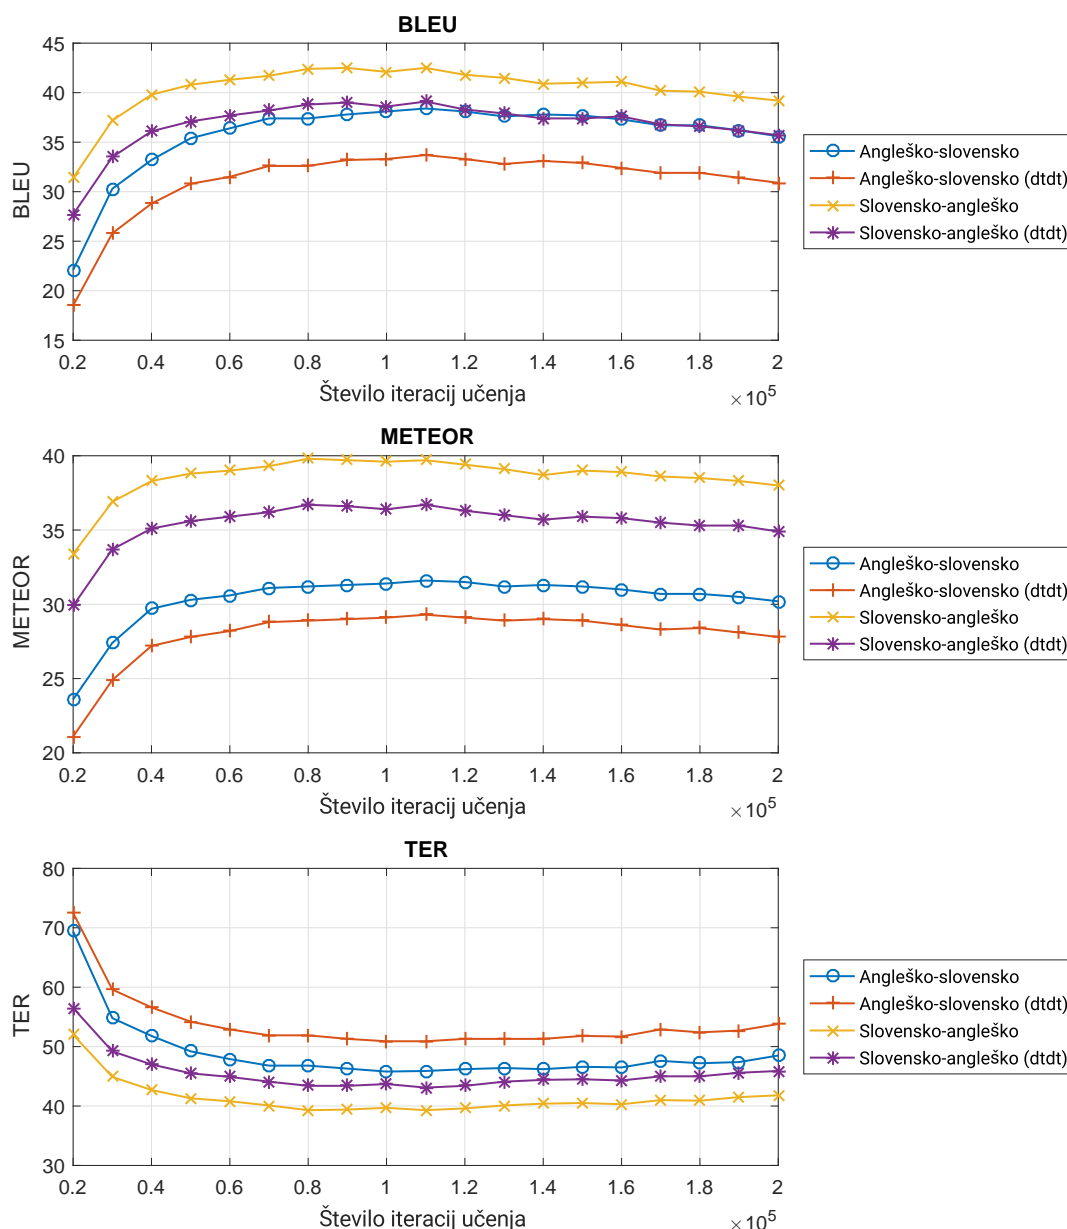 BLEU
45
40
35
30
25
20
15
BLEU
0.2 0.4 0.6 0.8 1 1.2 1.4 1.6 1.8 2
Število iteracij učenja
×10⁵
Angleško-slovensko
Angleško-slovensko (dtdt)
Slovensko-angleško
Slovensko-angleško (dtdt)
METEOR
40
35
30
25
20
METEOR
0.2 0.4 0.6 0.8 1 1.2 1.4 1.6 1.8 2
Število iteracij učenja
×10⁵
Angleško-slovensko
Angleško-slovensko (dtdt)
Slovensko-angleško
Slovensko-angleško (dtdt)
TER
80
70
60
50
40
30
TER
0.2 0.4 0.6 0.8 1 1.2 1.4 1.6 1.8 2
Število iteracij učenja
×10⁵
Angleško-slovensko
Angleško-slovensko (dtdt)
Slovensko-angleško
Slovensko-angleško (dtdt)